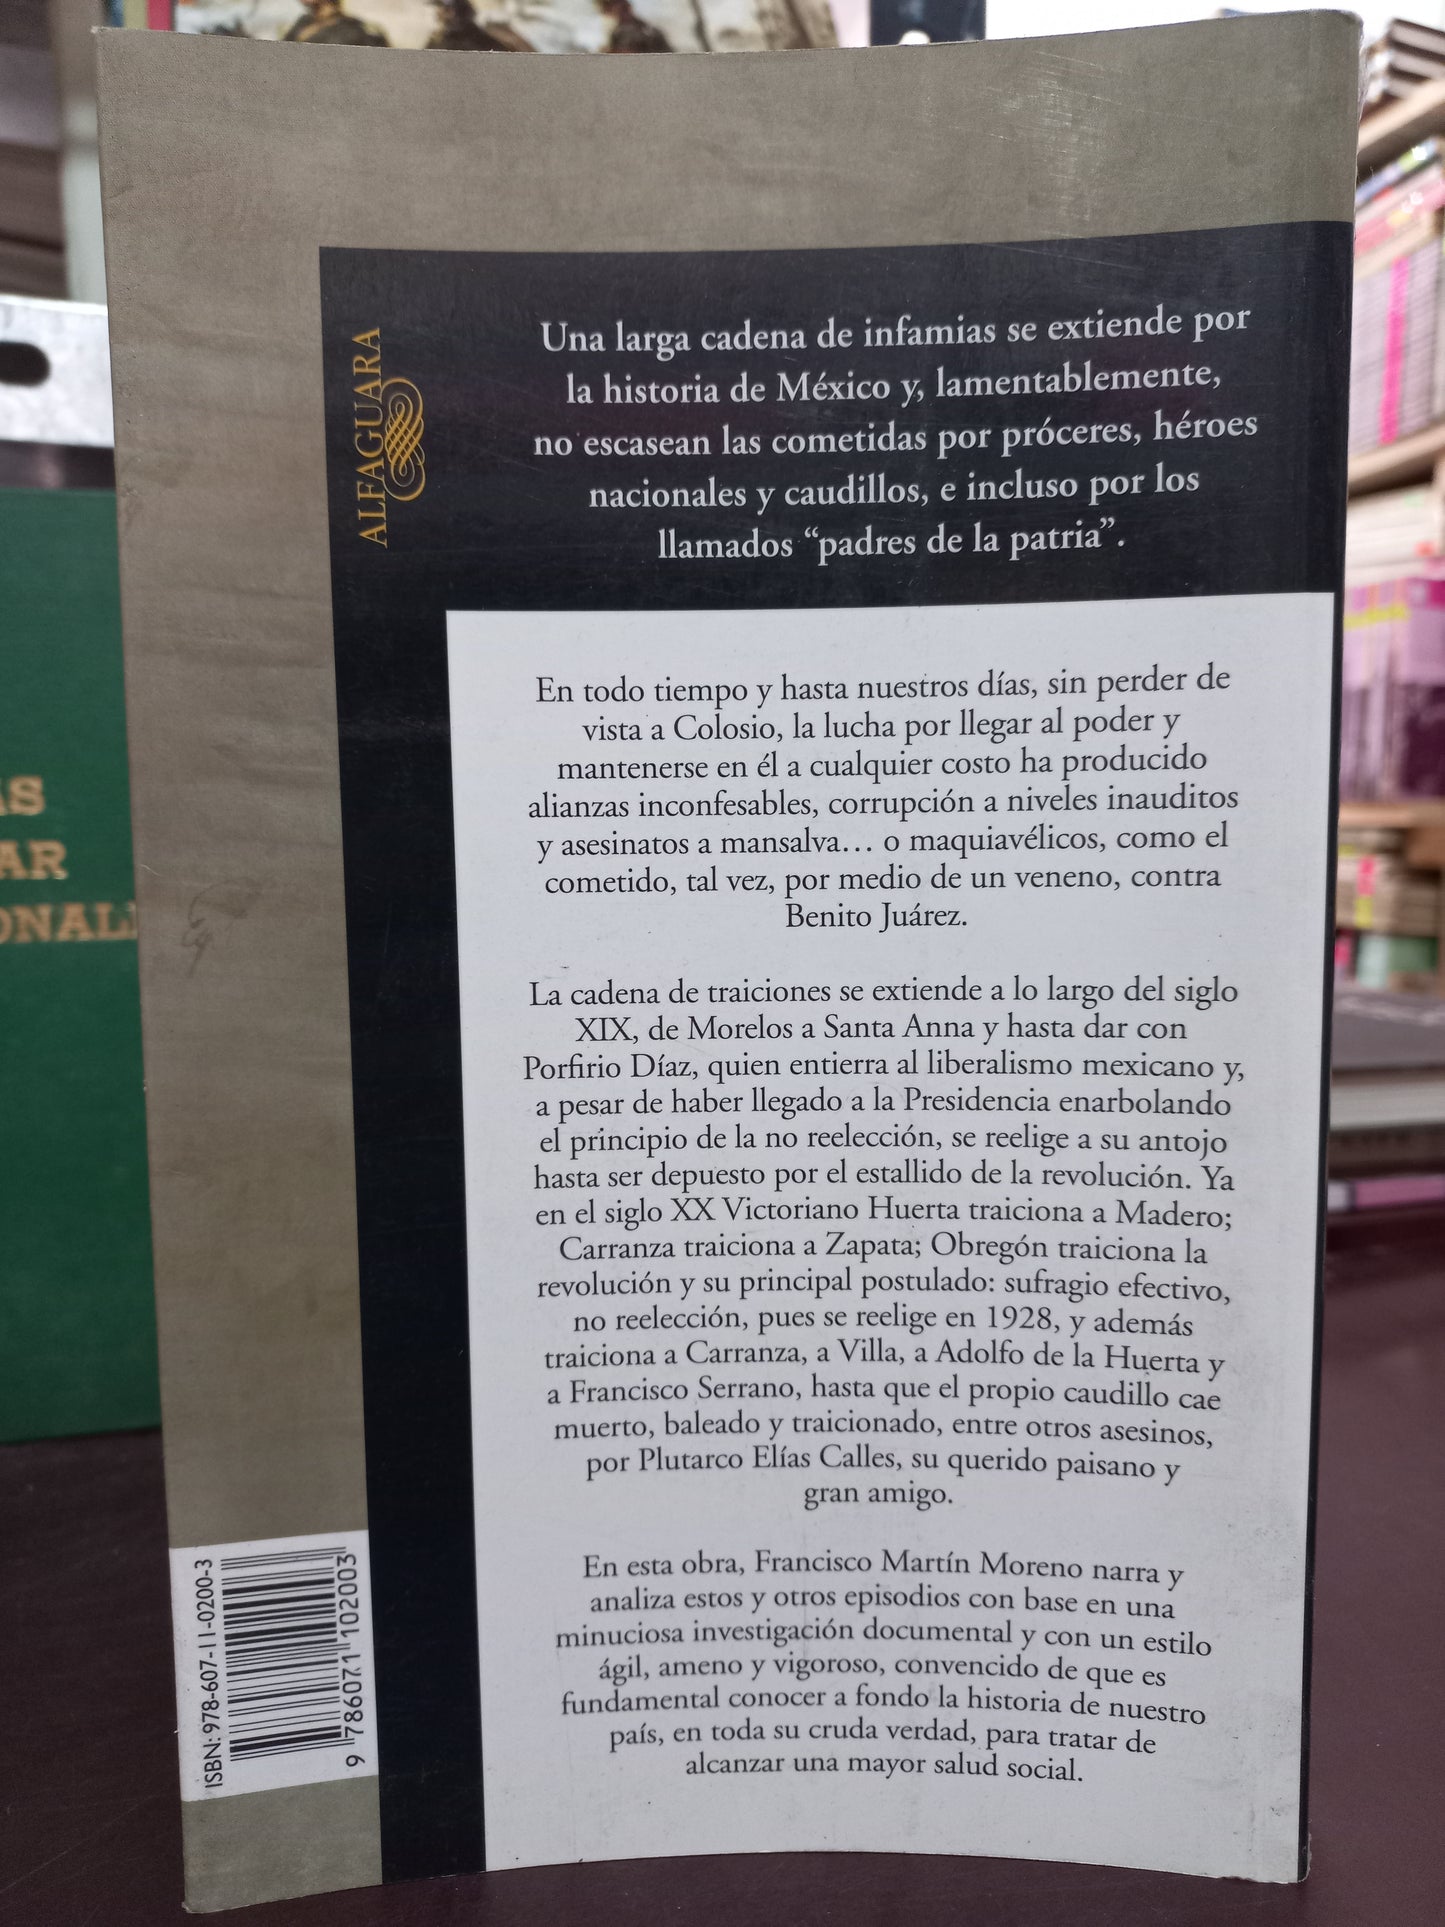 Una larga cadena de infamias se extiende por
la historia de México y, lamentablemente,
no escasean las cometidas por próceres, héroes
nacionales y caudillos, e incluso por los
llamados “padres de la patria”.
ALFAGUARA
En todo tiempo y hasta nuestros días, sin perder de
vista a Colosio, la lucha por llegar al poder y
mantenerse en él a cualquier costo ha producido
alianzas inconfesables, corrupción a niveles inauditos
y asesinatos a mansalva… o maquiavélicos, como el
cometido, tal vez, por medio de un veneno, contra
Benito Juárez.
La cadena de traiciones se extiende a lo largo del siglo
XIX, de Morelos a Santa Anna y hasta dar con
Porfirio Díaz, quien entierra al liberalismo mexicano y,
a pesar de haber llegado a la Presidencia enarbolando
el principio de la no reelección, se reelige a su antojo
hasta ser depuesto por el estallido de la revolución. Ya
en el siglo XX Victoriano Huerta traiciona a Madero;
Carranza traiciona a Zapata; Obregón traiciona la
revolución y su principal postulado: sufragio efectivo,
no reelección, pues se reelige en 1928, y además
traiciona a Carranza, a Villa, a Adolfo de la Huerta y
a Francisco Serrano, hasta que el propio caudillo cae
muerto, baleado y traicionado, entre otros asesinos,
por Plutarco Elías Calles, su querido paisano y
gran amigo.
En esta obra, Francisco Martín Moreno narra y
analiza estos y otros episodios con base en una
minuciosa investigación documental y con un estilo
ágil, ameno y vigoroso, convencido de que es
fundamental conocer a fondo la historia de nuestro
país, en toda su cruda verdad, para tratar de
alcanzar una mayor salud social.
ISBN: 978-607-11-0200-3
9 786071 102003